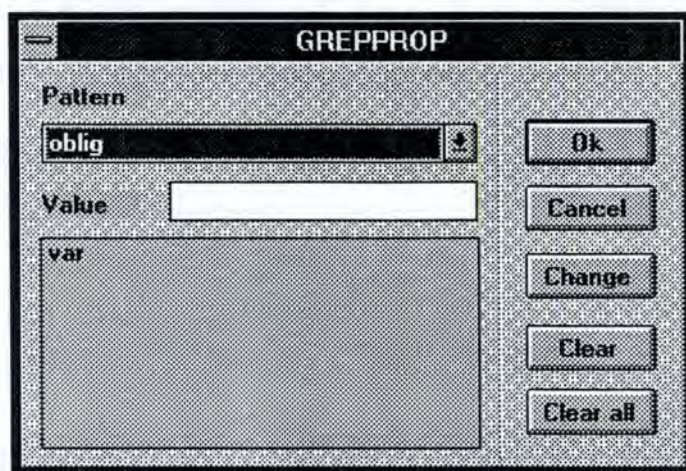 GREPPROP
Pattern
oblig
Value
var
Ok
Cancel
Change
Clear
Clear all